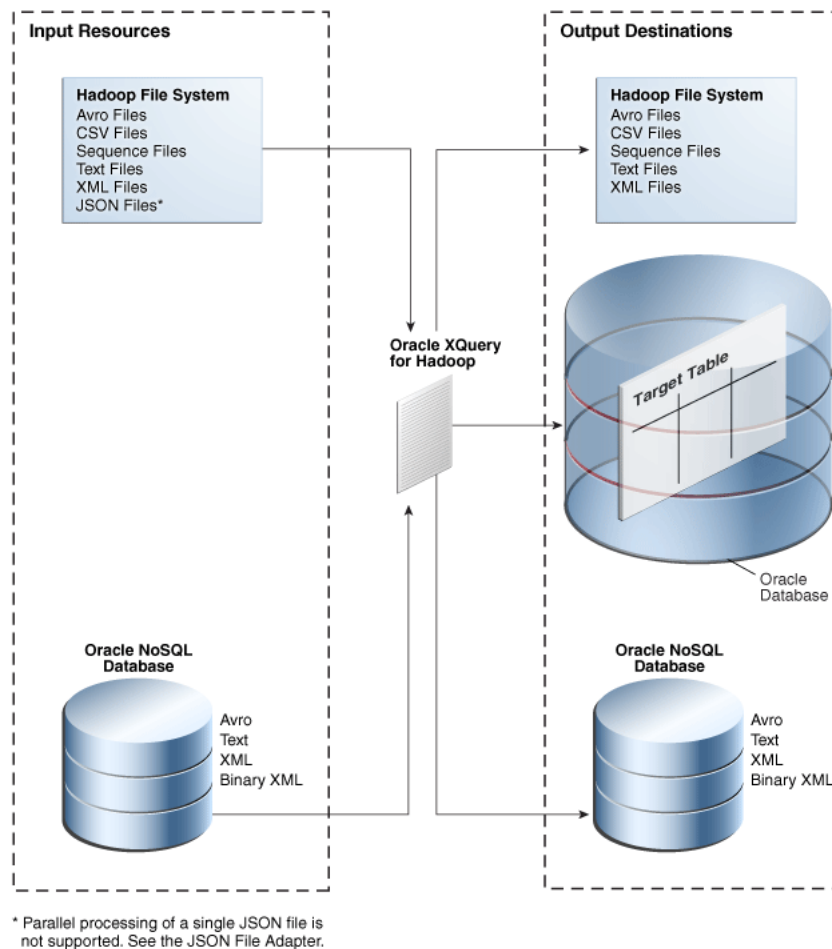 Input Resources
Hadoop File System
Avro Files
CSV Files
Sequence Files
Text Files
XML Files
JSON Files*
Oracle NoSQL
Database
Avro
Text
XML
Binary XML
Oracle XQuery
for Hadoop
Output Destinations
Hadoop File System
Avro Files
CSV Files
Sequence Files
Text Files
XML Files
Target Table
Oracle
Database
Oracle NoSQL
Database
Avro
Text
XML
Binary XML
* Parallel processing of a single JSON file is
not supported. See the JSON File Adapter.